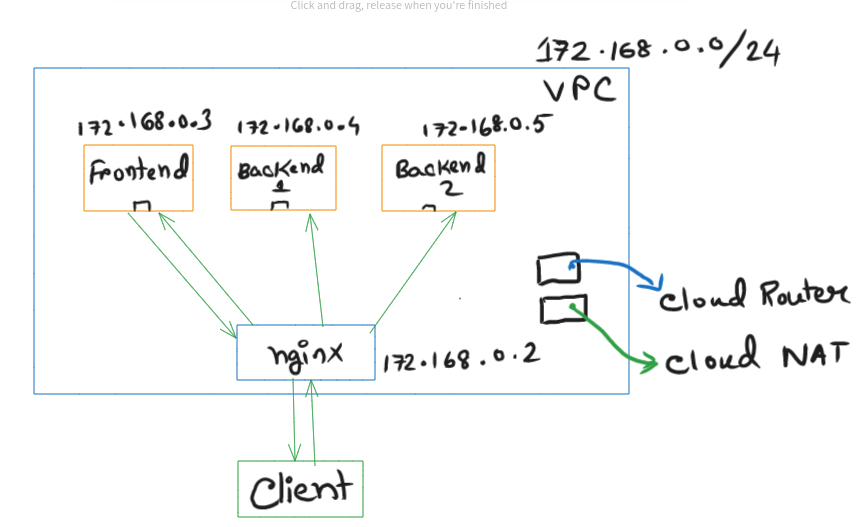 Click and drag, release when you're finished
172.168.0.0/24
VPC
172.168.0.3
172.168.0.4
172.168.0.5
Frontend
Backend
1
Backend
2
Cloud Router
nginx
172.168.0.2
Cloud NAT
Client